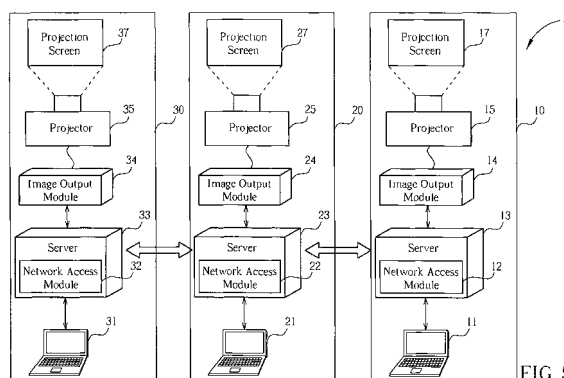 Projection
Screen
37
Projector
35
30
Image Output
Module
34
33
Server
Network Access
Module
32
31
Projection
Screen
27
Projector
25
20
Image Output
Module
24
23
Server
Network Access
Module
22
21
Projection
Screen
17
Projector
15
10
Image Output
Module
14
13
Server
Network Access
Module
12
11
FIG